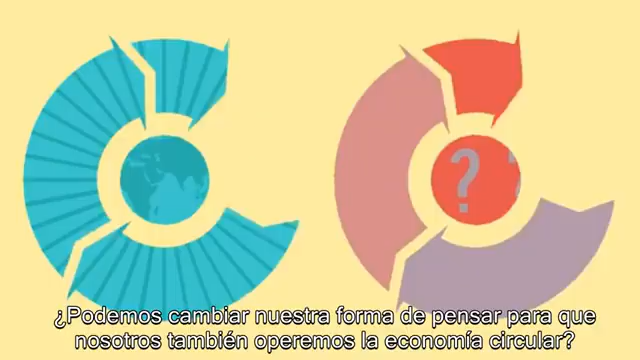 ? ?
¿Podemos cambiar nuestra forma de pensar para que
nosotros también operemos la economía circular?